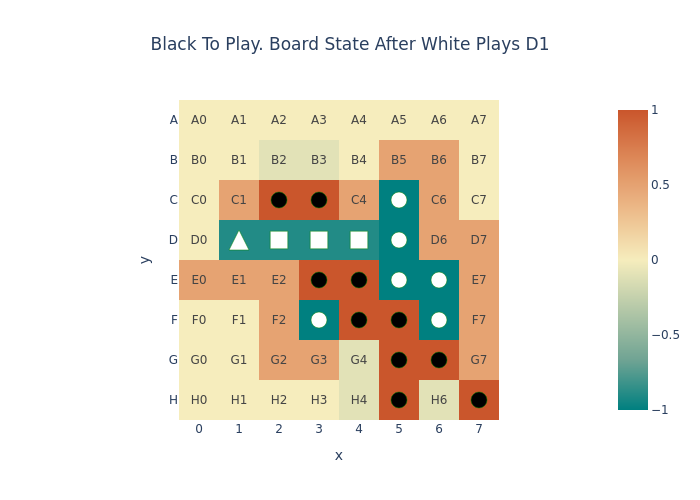 Black To Play. Board State After White Plays D1
A A0 A1 A2 A3 A4 A5 A6 A7
B B0 B1 B2 B3 B4 B5 B6 B7
C C0 C1 C4 C6 C7
D D0 D6 D7
E E0 E1 E2 E7
F F0 F1 F2 F7
G G0 G1 G2 G3 G4 G7
H H0 H1 H2 H3 H4 H6
0 1 2 3 4 5 6 7
x
y
1
0.5
0
−0.5
−1